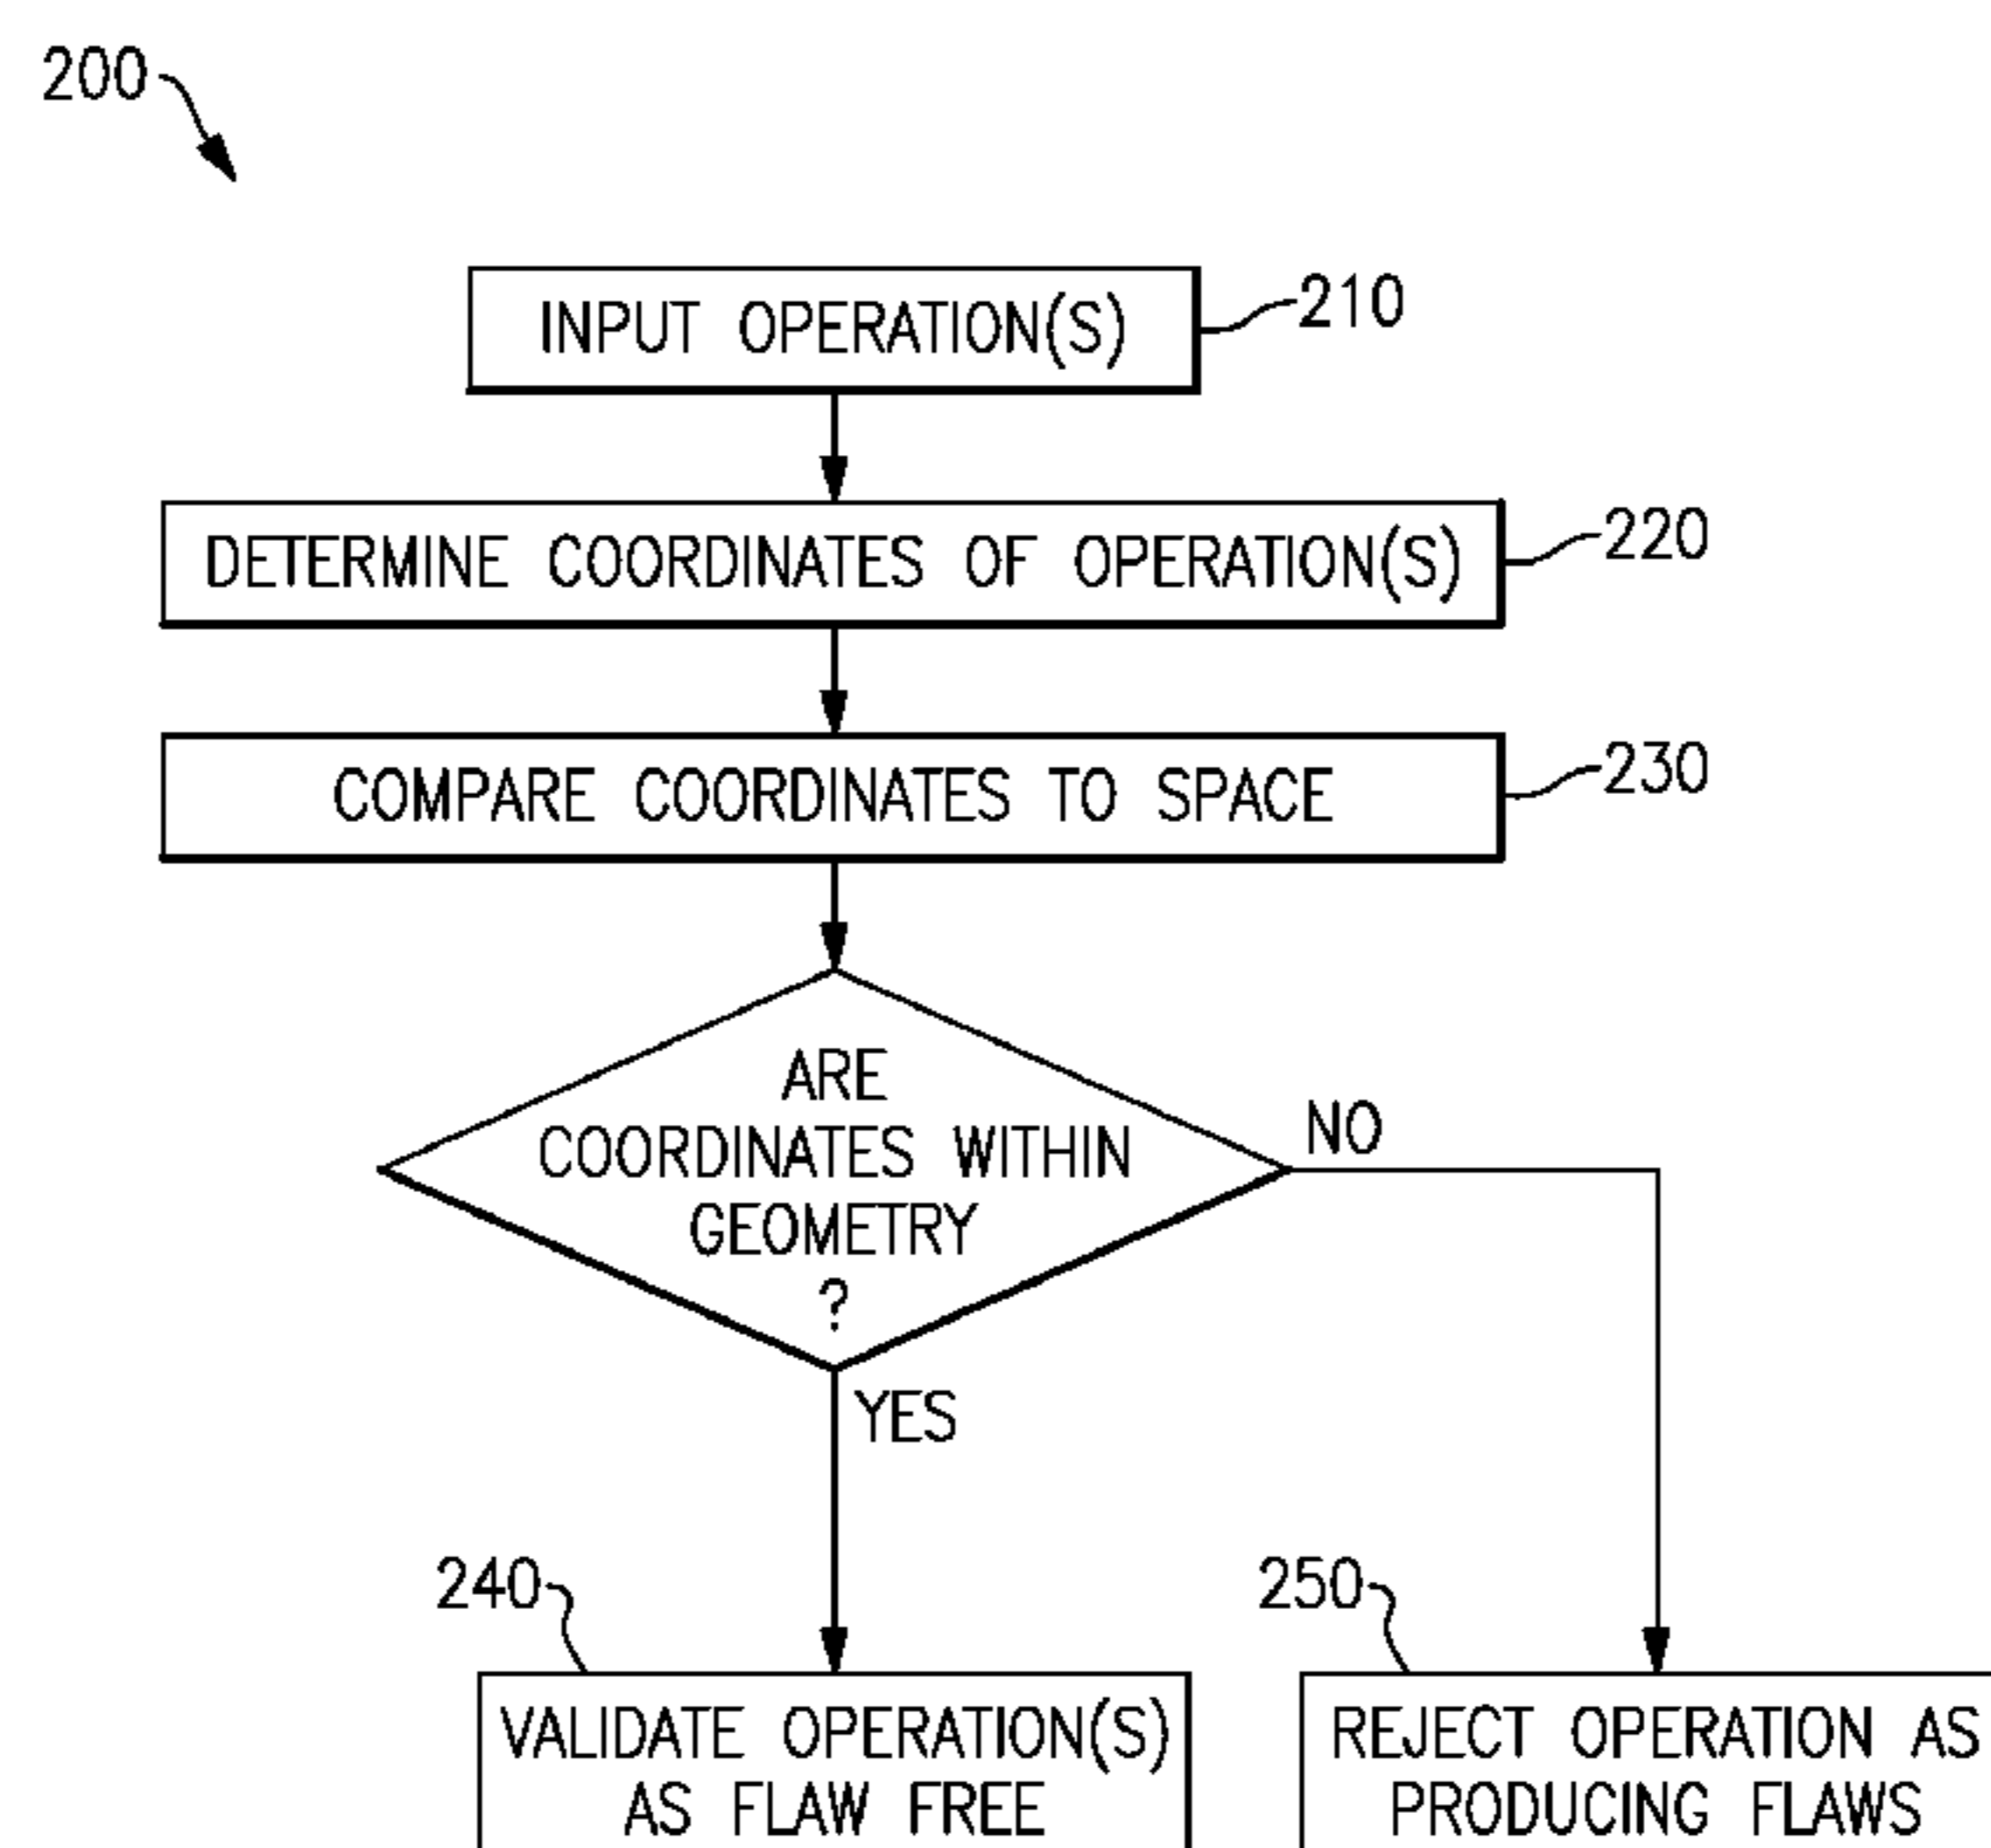 200
INPUT OPERATION(S)
210
DETERMINE COORDINATES OF OPERATION(S)
220
COMPARE COORDINATES TO SPACE
230
ARE
COORDINATES WITHIN
GEOMETRY
?
NO
YES
240
VALIDATE OPERATION(S)
AS FLAW FREE
250
REJECT OPERATION AS
PRODUCING FLAWS